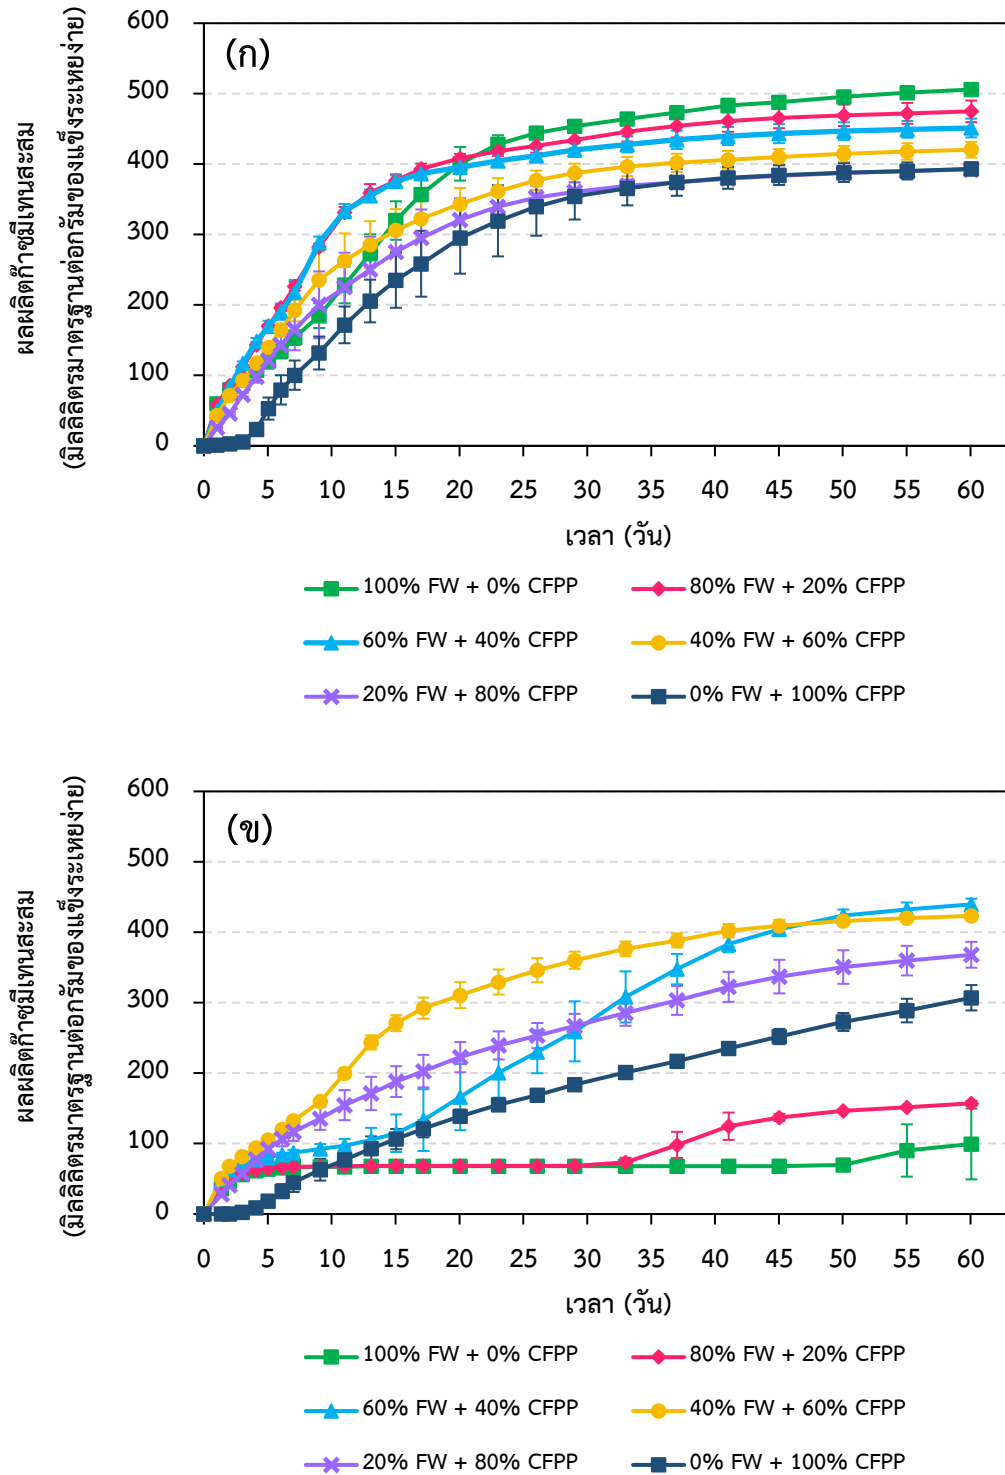 ผลผลิตก๊าซมีเทนสะสม
(มิลลิลิตรมาตรฐานต่อกรัมของแข็งระเหยง่าย)
600
500
400
300
200
100
0
(ก)
0 5 10 15 20 25 30 35 40 45 50 55 60
เวลา (วัน)
100% FW + 0% CFPP 80% FW + 20% CFPP
60% FW + 40% CFPP 40% FW + 60% CFPP
20% FW + 80% CFPP 0% FW + 100% CFPP
ผลผลิตก๊าซมีเทนสะสม
(มิลลิลิตรมาตรฐานต่อกรัมของแข็งระเหยง่าย)
600
500
400
300
200
100
0
(ข)
0 5 10 15 20 25 30 35 40 45 50 55 60
เวลา (วัน)
100% FW + 0% CFPP 80% FW + 20% CFPP
60% FW + 40% CFPP 40% FW + 60% CFPP
20% FW + 80% CFPP 0% FW + 100% CFPP